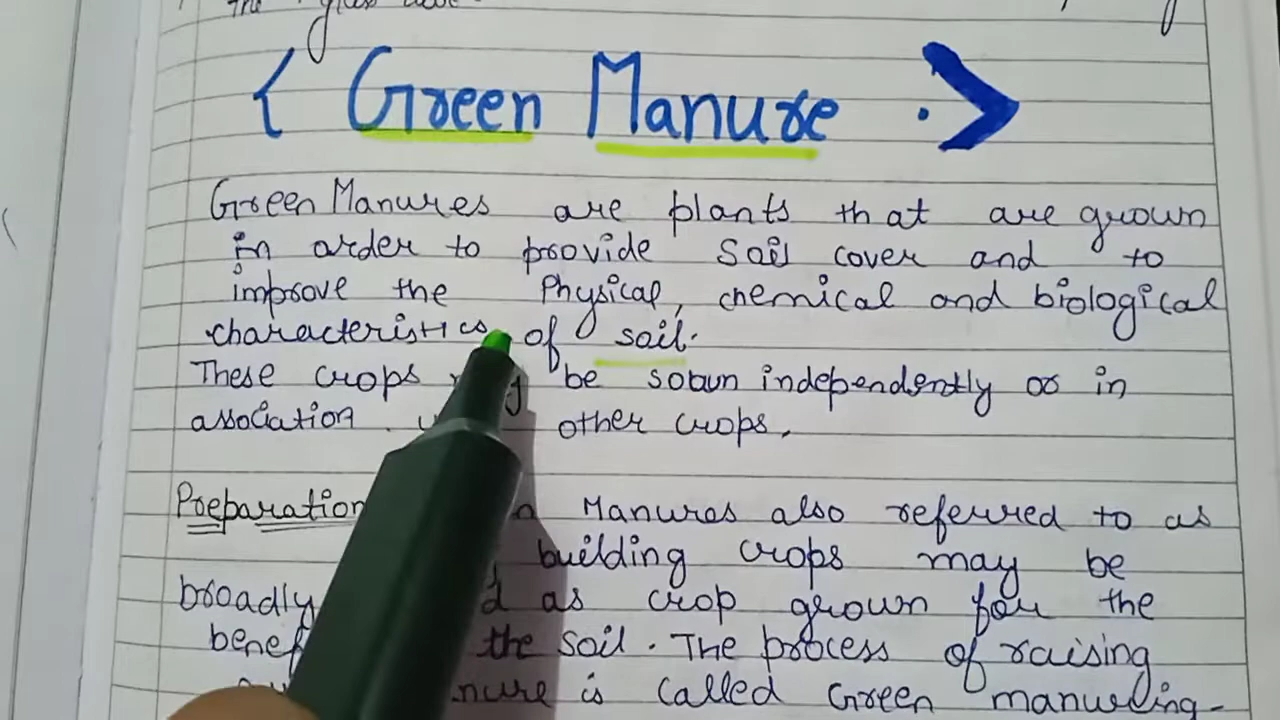 the glass
{ Green Manure . >
Green Manures are plants that are grown
in order to provide Soil cover and to
improve the Physical, chemical and biological
characteristics of soil.
These crops be sown independently or in
association. other crops,
Preparation Manures also referred to as
building crops may be
broadly as crop grown for the
the soil. The process of raising
is called Green manuring-